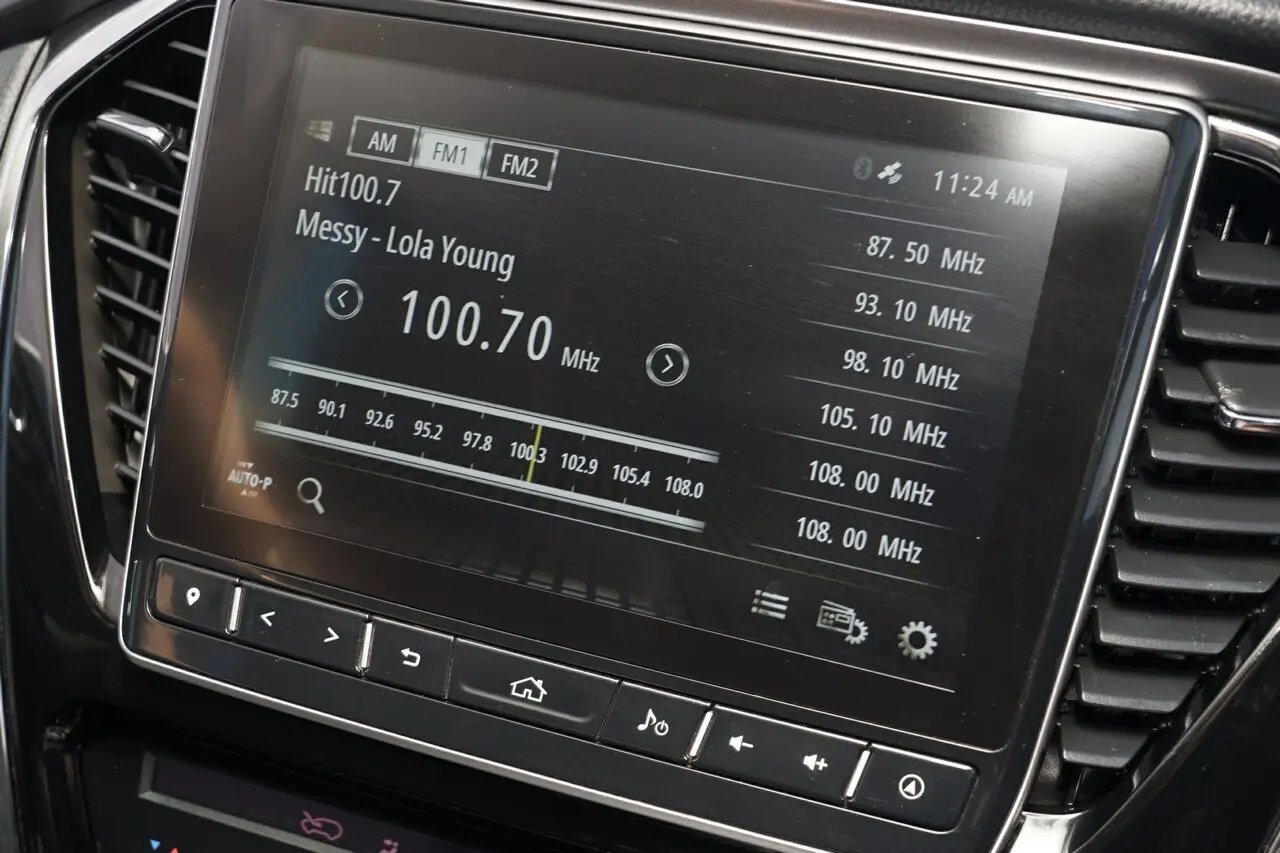 AM FM1 FM2
11:24 AM
Hit100.7
Messy - Lola Young
100.70 MHz
87.5 90.1 92.6 95.2 97.8 100.3 102.9 105.4 108.0
AUTO-P
87. 50 MHz
93. 10 MHz
98. 10 MHz
105. 10 MHz
108. 00 MHz
108. 00 MHz